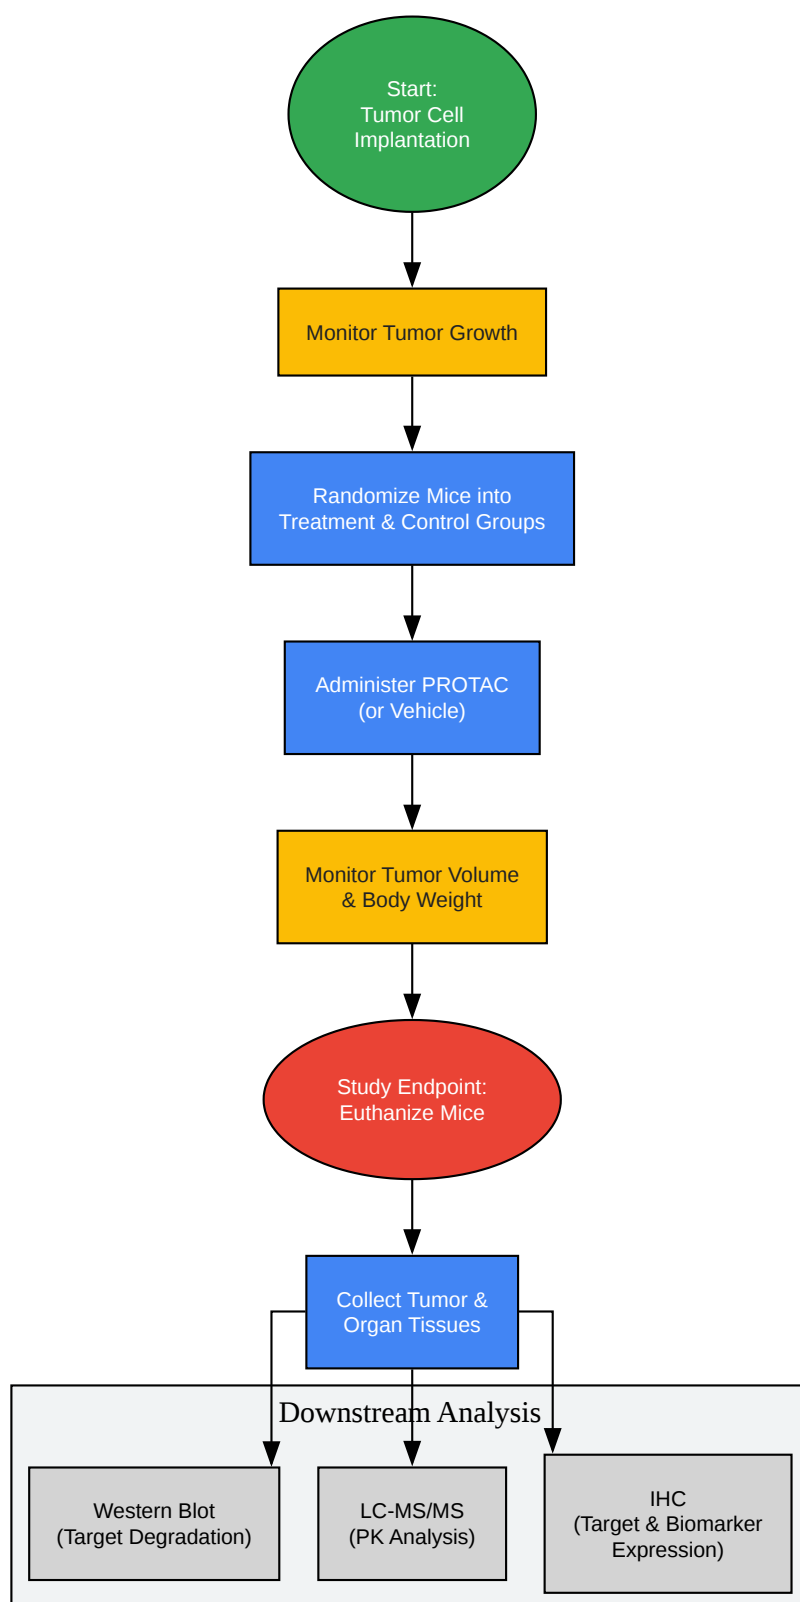 Start:
Tumor Cell
Implantation
Monitor Tumor Growth
Randomize Mice into
Treatment & Control Groups
Administer PROTAC
(or Vehicle)
Monitor Tumor Volume
& Body Weight
Study Endpoint:
Euthanize Mice
Collect Tumor &
Organ Tissues
Downstream Analysis
Western Blot
(Target Degradation)
LC-MS/MS
(PK Analysis)
IHC
(Target & Biomarker
Expression)